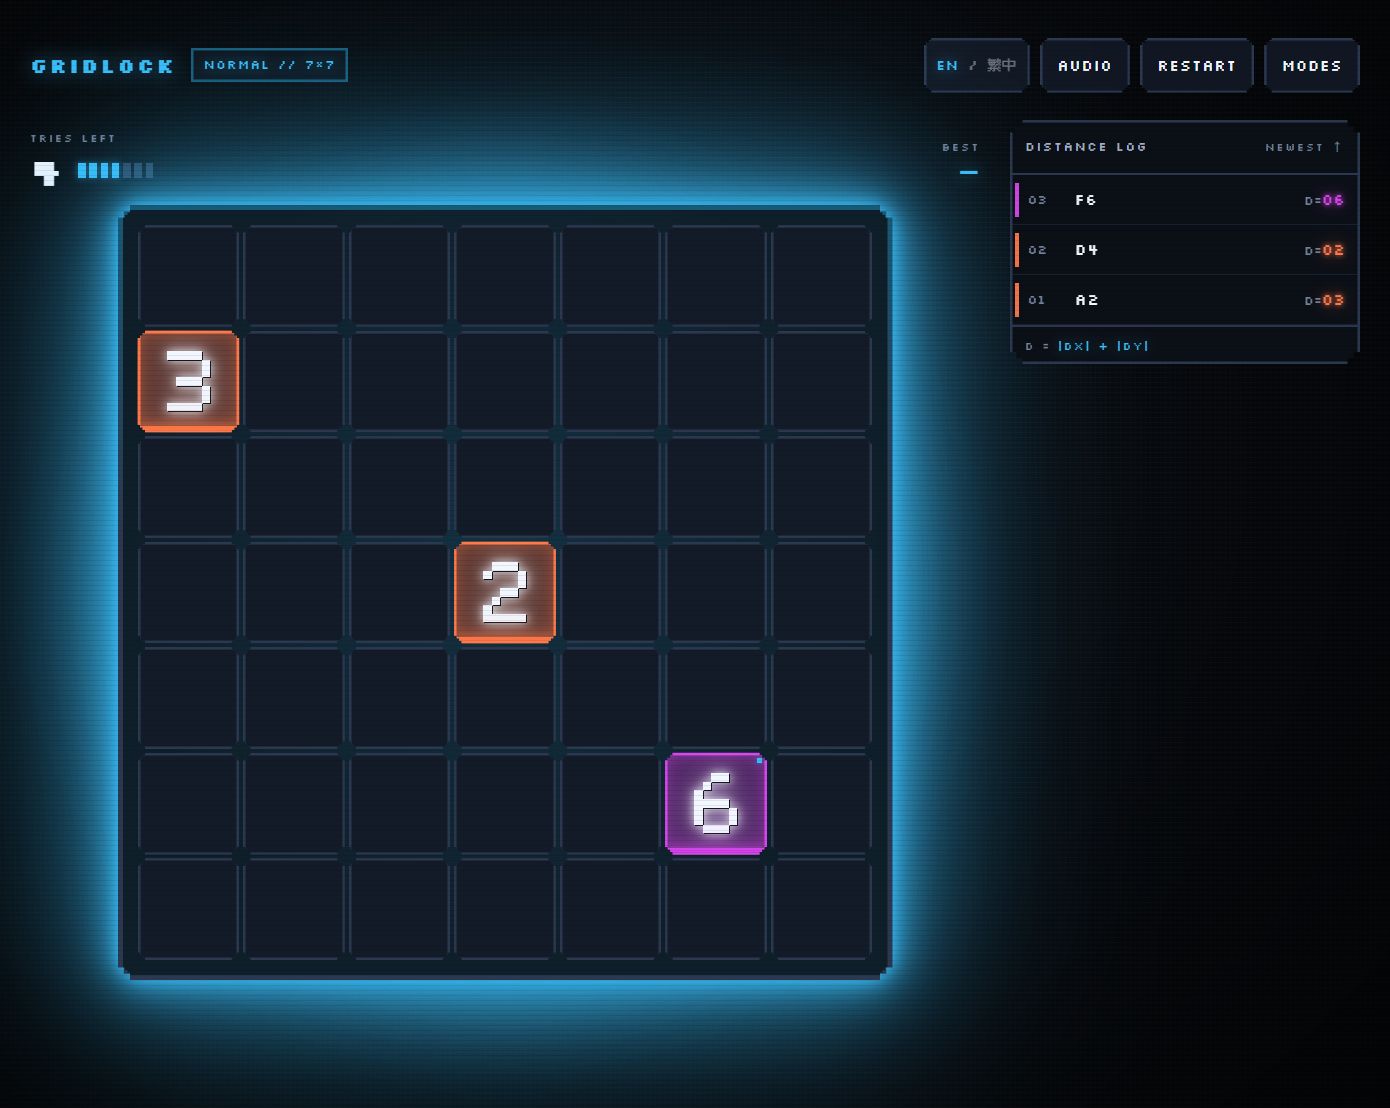 GRIDLOCK
NORMAL // 7×7
EN / 繁中
AUDIO
RESTART
MODES
TRIES LEFT
4
BEST
—
DISTANCE LOG
NEWEST ↑
03 F6 D=06
02 D4 D=02
01 A2 D=03
D = |DX| + |DY|
3
2
6